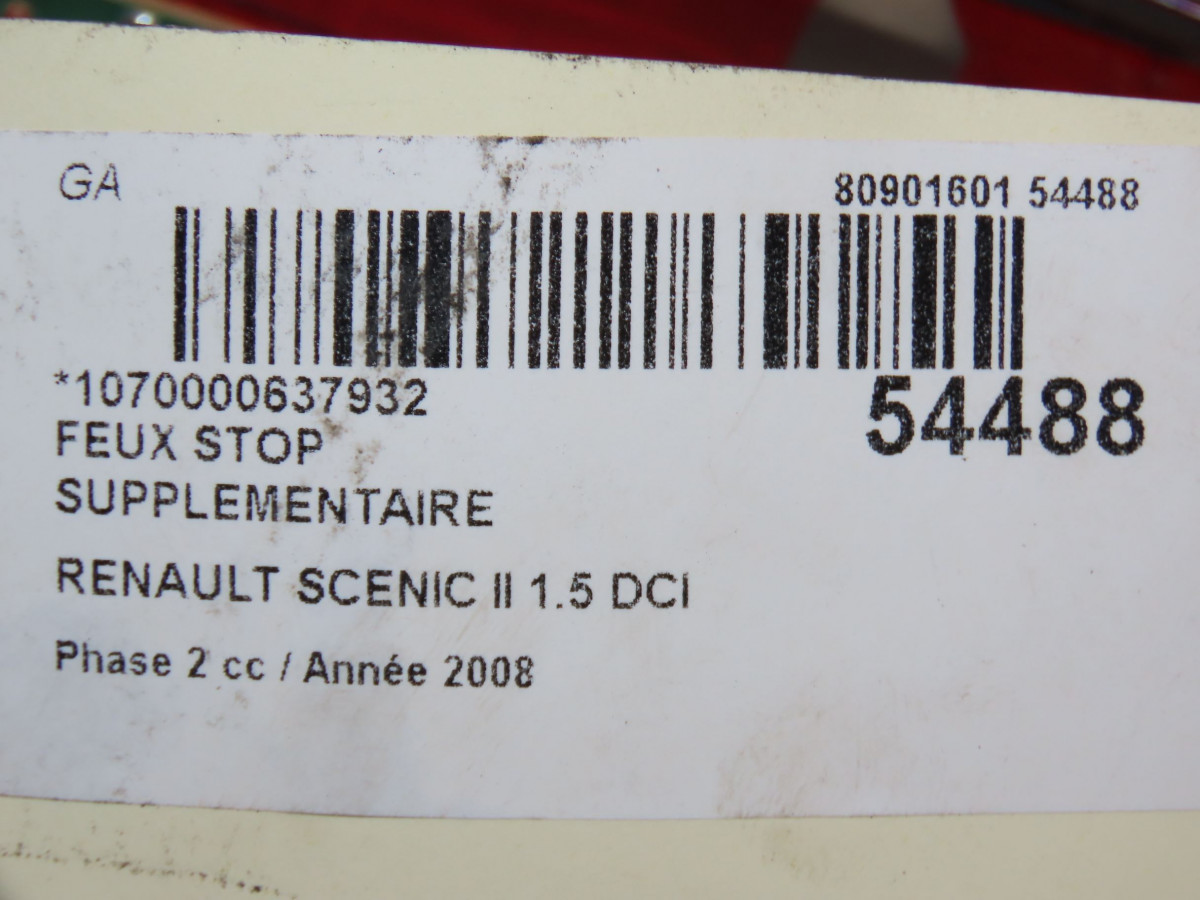 GA
80901601 54488
*1070000637932
54488
FEUX STOP
SUPPLEMENTAIRE
RENAULT SCENIC II 1.5 DCI
Phase 2 cc / Année 2008